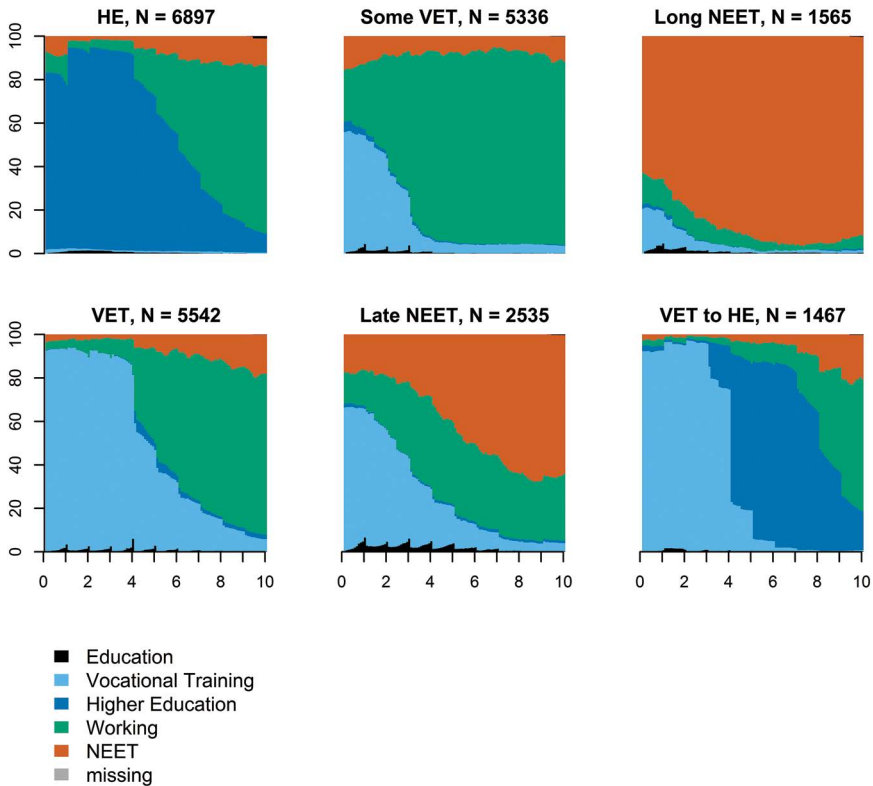 HE, N = 6897
Some VET, N = 5336
Long NEET, N = 1565
100
80
60
40
20
0
VET, N = 5542
Late NEET, N = 2535
VET to HE, N = 1467
100
80
60
40
20
0
0 2 4 6 8 10
0 2 4 6 8 10
0 2 4 6 8 10
Education
Vocational Training
Higher Education
Working
NEET
missing